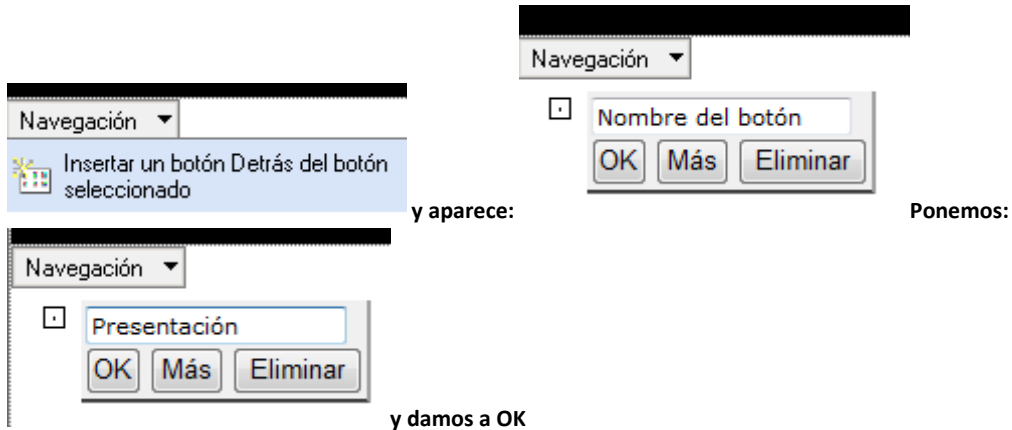 Navegación
Insertar un botón Detrás del botón
seleccionado
y aparece:
Navegación
Nombre del botón
OK Más Eliminar
Ponemos:
Navegación
Presentación
OK Más Eliminar
y damos a OK